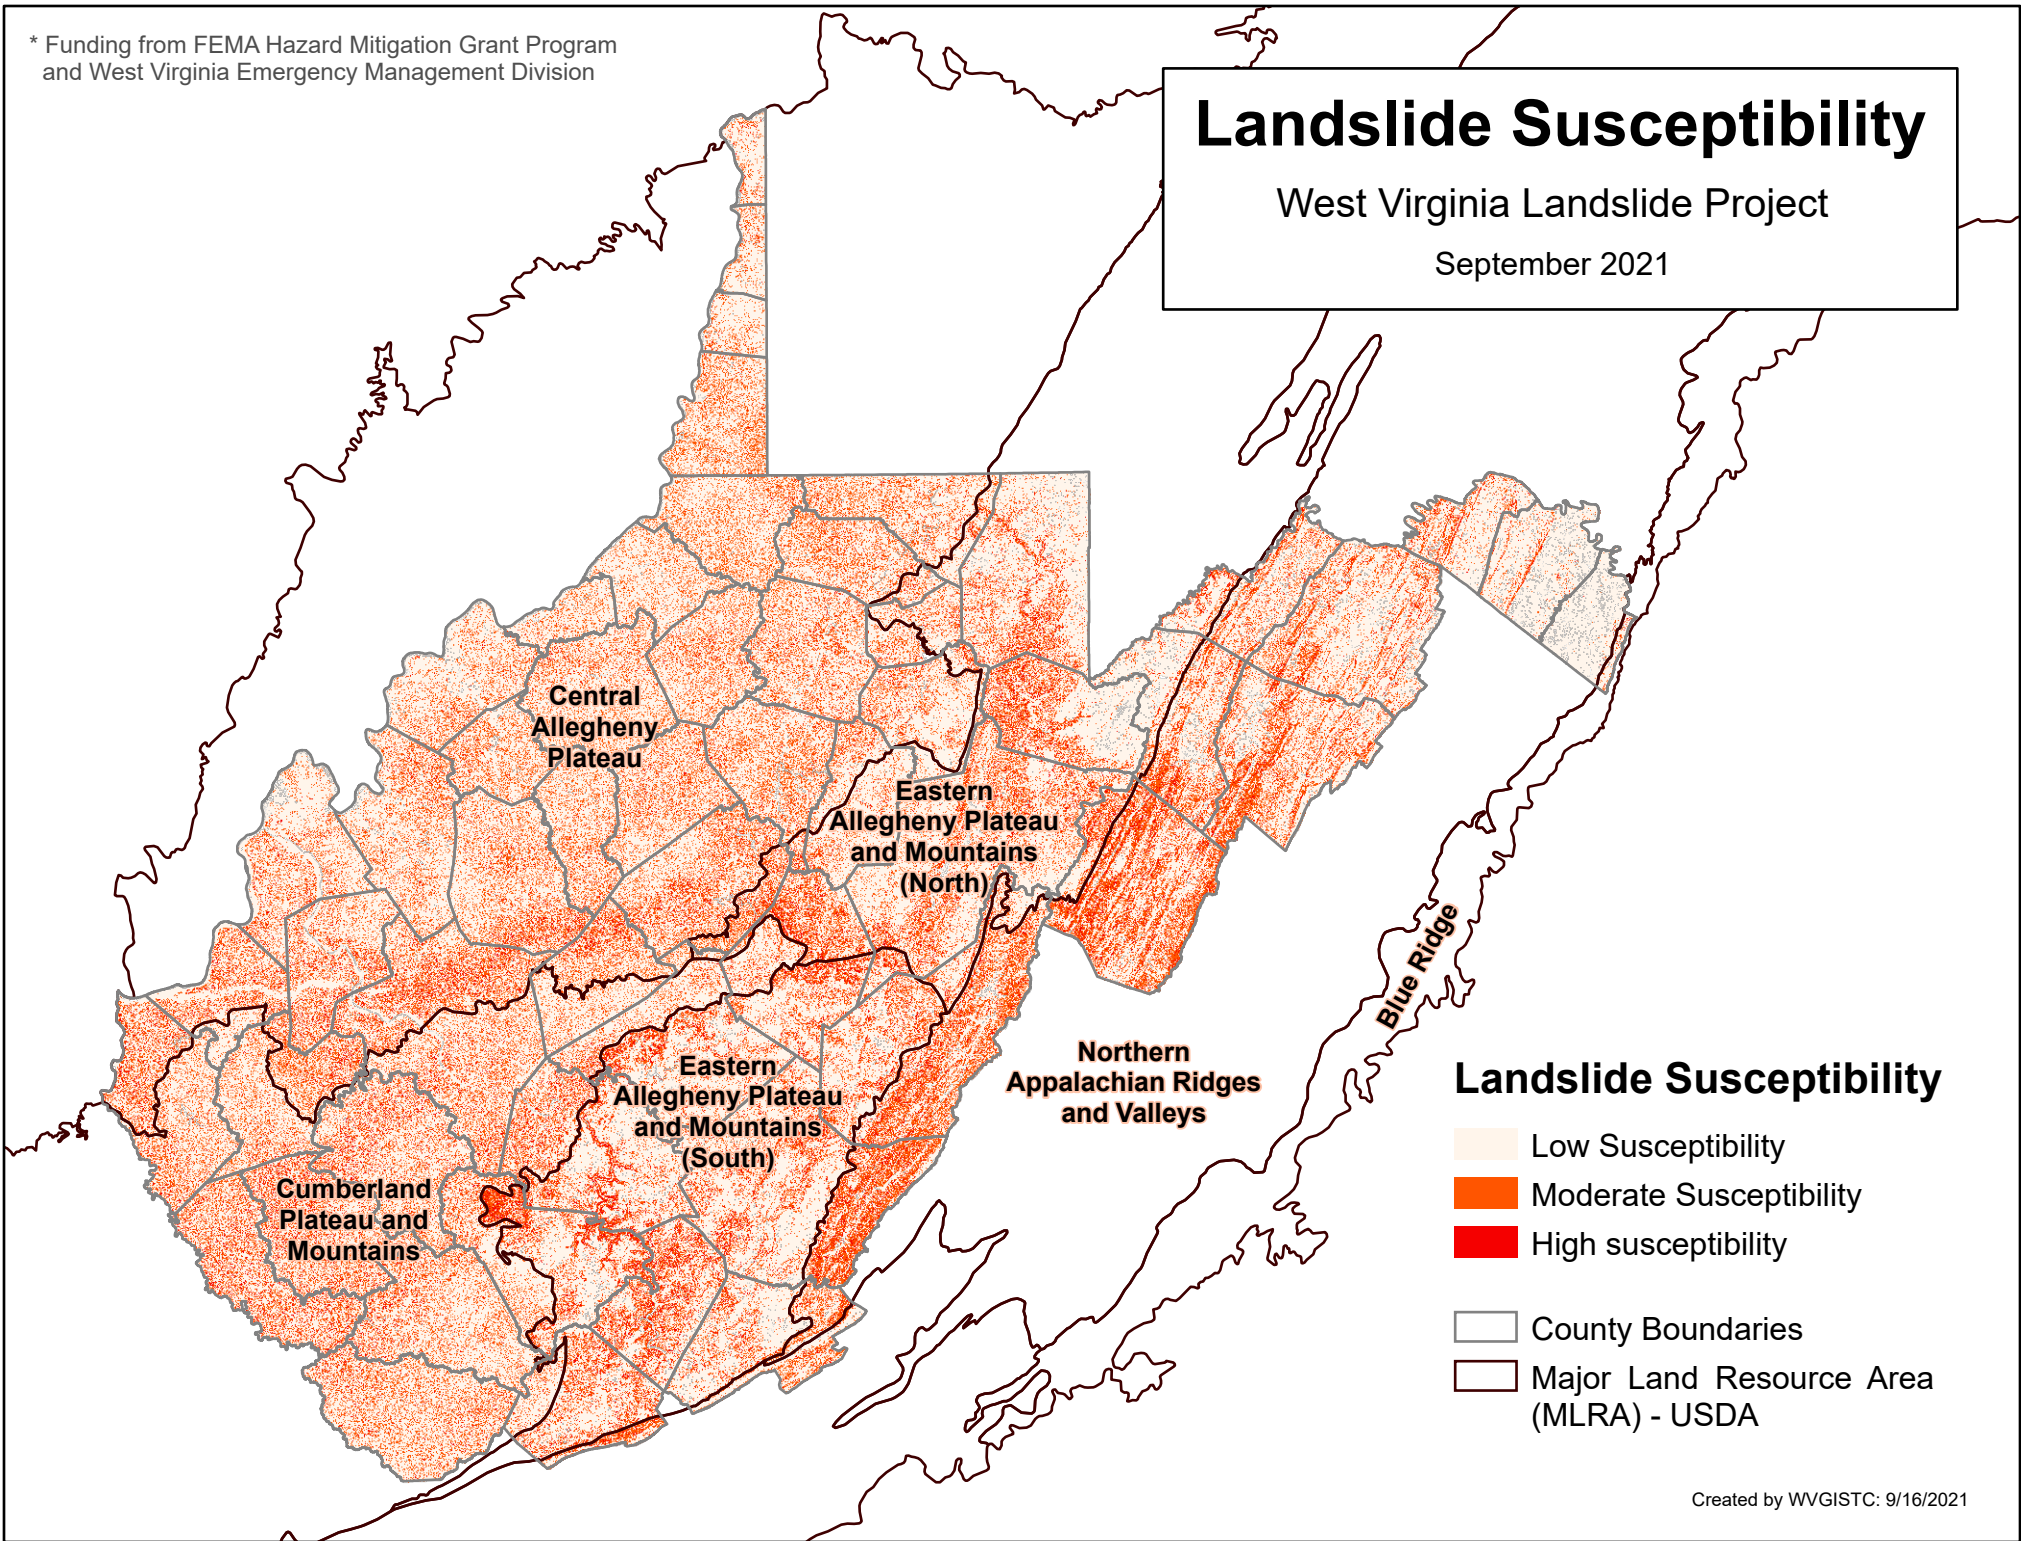 * Funding from FEMA Hazard Mitigation Grant Program
and West Virginia Emergency Management Division
Landslide Susceptibility
West Virginia Landslide Project
September 2021
Central
Allegheny
Plateau
Eastern
Allegheny Plateau
and Mountains
(North)
Blue Ridge
Eastern
Allegheny Plateau
and Mountains
(South)
Northern
Appalachian Ridges
and Valleys
Cumberland
Plateau and
Mountains
Landslide Susceptibility
Low Susceptibility
Moderate Susceptibility
High susceptibility
County Boundaries
Major Land Resource Area
(MLRA) - USDA
Created by WVGISTC: 9/16/2021